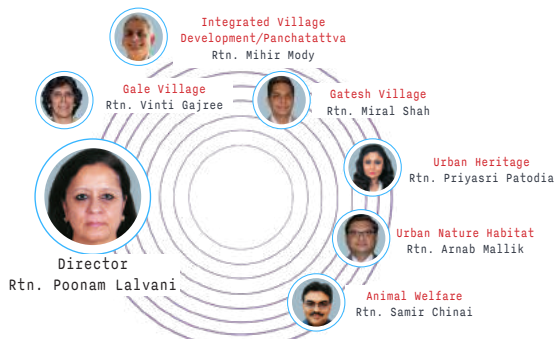 Integrated Village
Development/Panchatattva
Rtn. Mihir Mody
Gale Village
Rtn. Vinti Gajree
Gatesh Village
Rtn. Miral Shah
Urban Heritage
Rtn. Priyasri Patodia
Urban Nature Habitat
Rtn. Arnab Mallik
Director
Rtn. Poonam Lalvani
Animal Welfare
Rtn. Samir Chinai